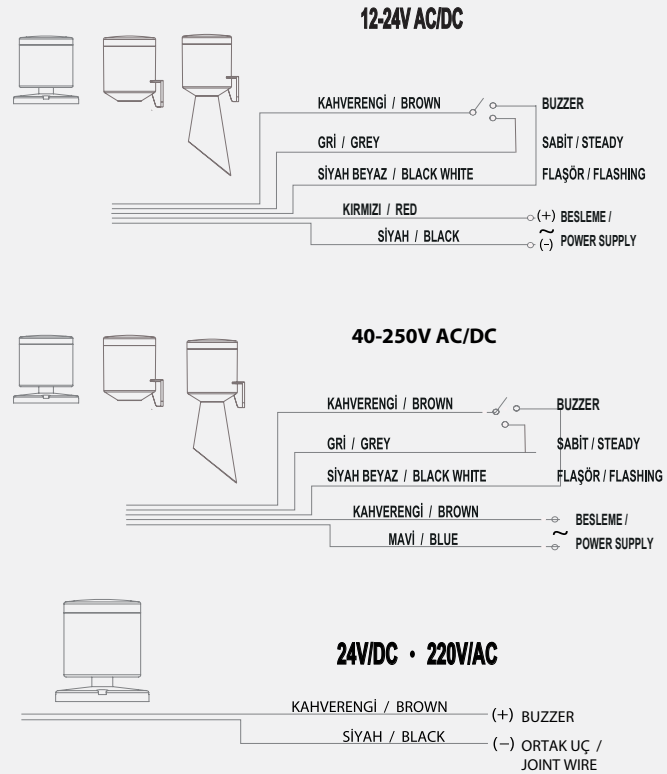 12-24V AC/DC
KAHVERENGİ / BROWN BUZZER
GRİ / GREY SABİT / STEADY
SİYAH BEYAZ / BLACK WHITE FLAŞÖR / FLASHING
KIRMIZI / RED (+) BESLEME /
~
SİYAH / BLACK (-) POWER SUPPLY
40-250V AC/DC
KAHVERENGİ / BROWN BUZZER
GRİ / GREY SABİT / STEADY
SİYAH BEYAZ / BLACK WHITE FLAŞÖR / FLASHING
KAHVERENGİ / BROWN BESLEME /
~
MAVİ / BLUE POWER SUPPLY
24V/DC • 220V/AC
KAHVERENGİ / BROWN (+) BUZZER
SİYAH / BLACK (−) ORTAK UÇ /
JOINT WIRE